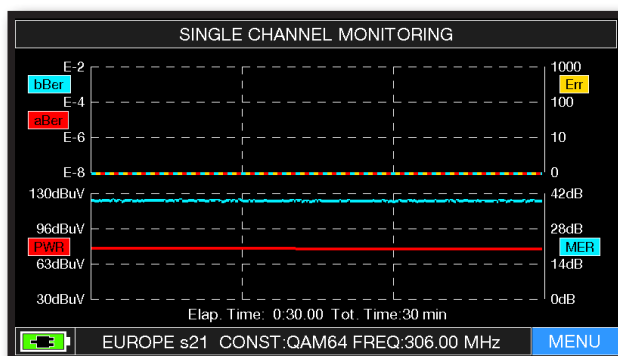 SINGLE CHANNEL MONITORING
E-2 1000
bBer Err
E-4 100
aBer
E-6 10
E-8 0
130dBuV 42dB
96dBuV 28dB
PWR MER
63dBuV 14dB
30dBuV 0dB
Elap. Time: 0:30.00 Tot. Time:30 min
EUROPE s21 CONST:QAM64 FREQ:306.00 MHz MENU